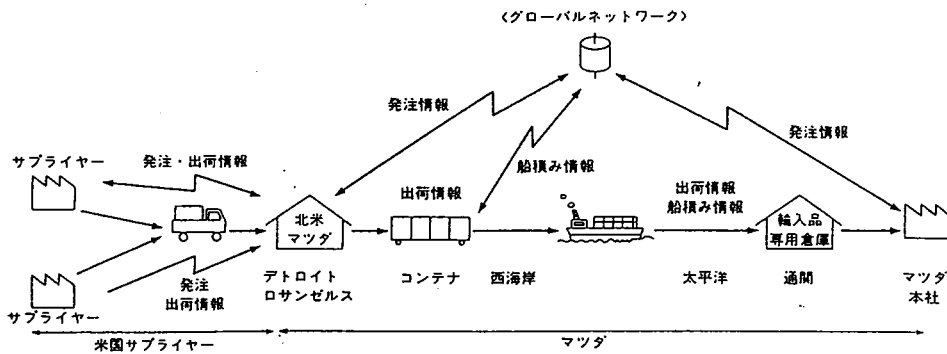 〈グローバルネットワーク〉
発注情報
発注情報
サプライヤー
発注・出荷情報
船積み情報
出荷情報
出荷情報
船積み情報
北米
マツダ
輸入品
専用倉庫
発注
出荷情報
デトロイト
ロサンゼルス
コンテナ
西海岸
太平洋
通関
マツダ
本社
サプライヤー
米国サプライヤー
マツダ